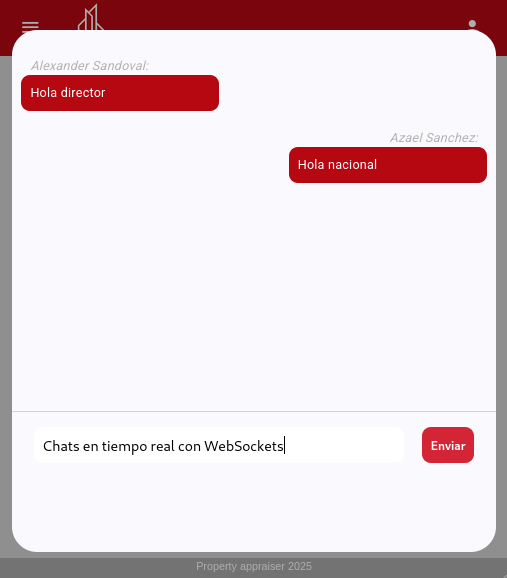 Alexander Sandoval:
Hola director
Azael Sanchez:
Hola nacional
Chats en tiempo real con WebSockets
Enviar
Property appraiser 2025